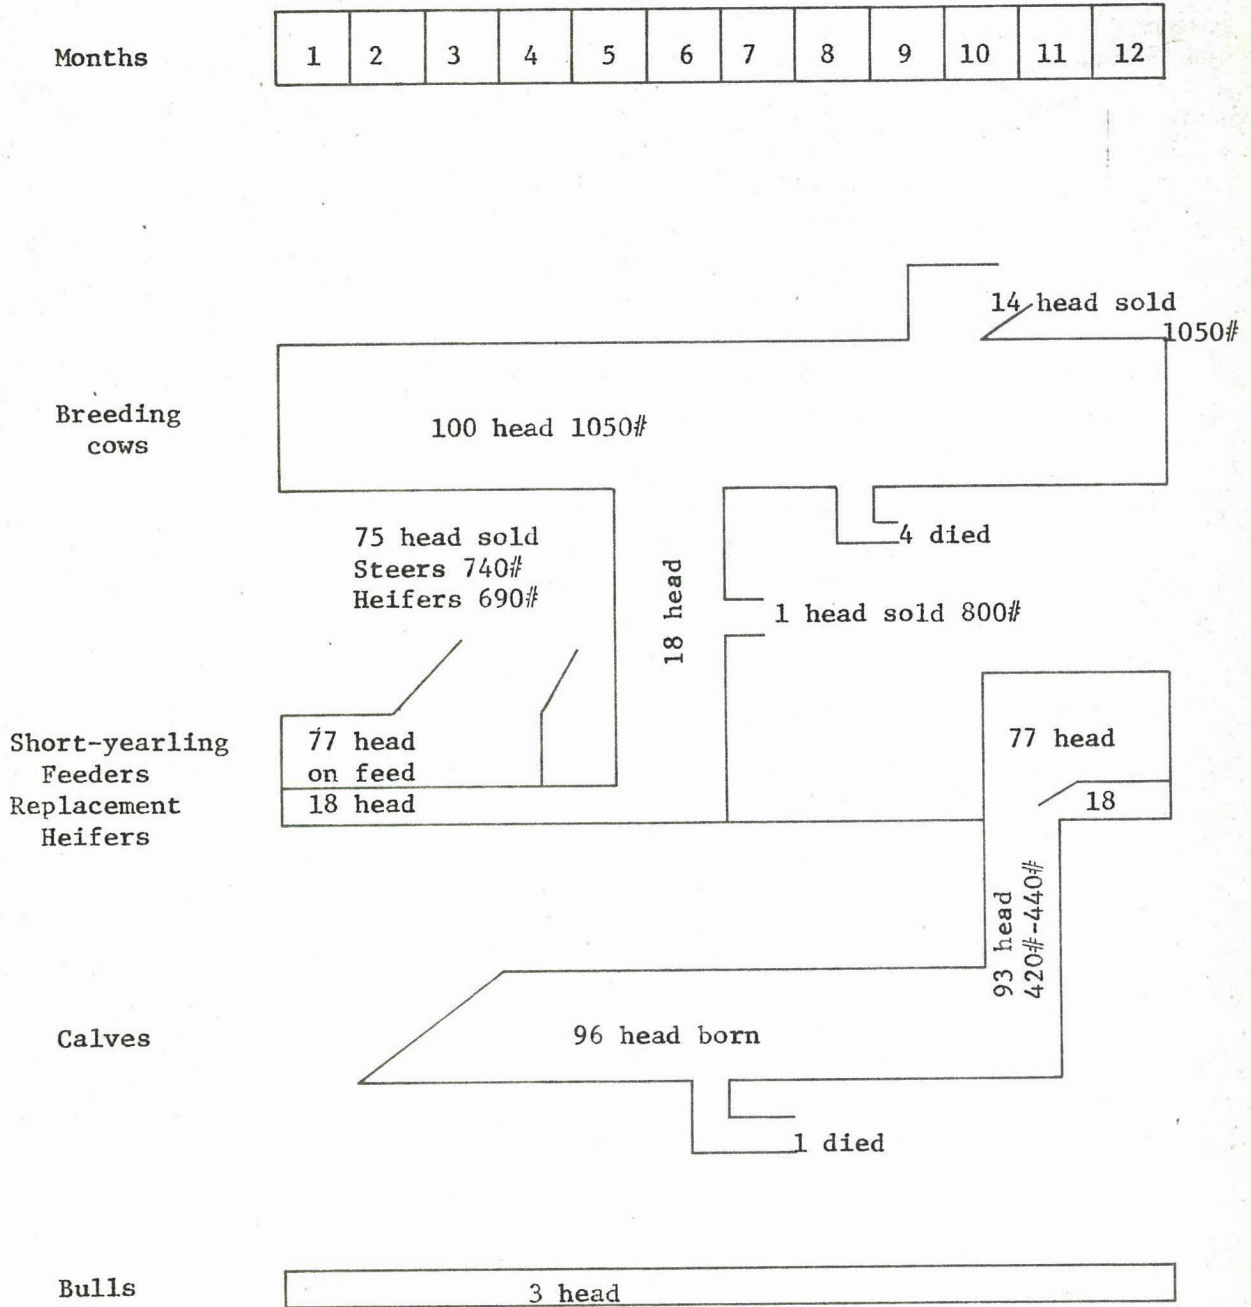 Months 1 2 3 4 5 6 7 8 9 10 11 12
14 head sold
1050#
Breeding
cows
100 head 1050#
75 head sold
Steers 740#
Heifers 690#
18 head
4 died
1 head sold 800#
Short-yearling
Feeders
Replacement
Heifers
77 head
on feed
18 head
77 head
18
93 head
420#-440#
Calves
96 head born
1 died
Bulls
3 head